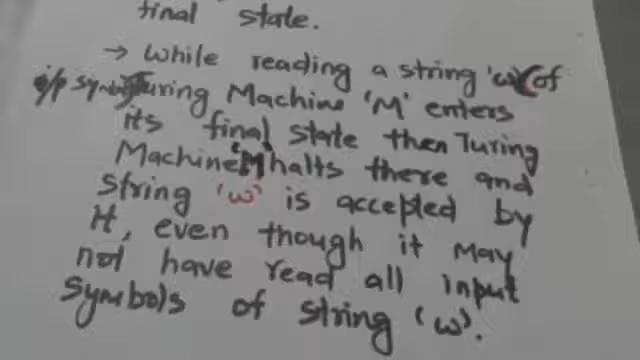 final state.
→ While reading a string 'w' (of
i/p symbol Turing Machine 'M' enters
its final state then Turing
Machine 'M' halts there and
string 'w' is accepted by
it, even though it may
not have read all input
symbols of string 'w'.